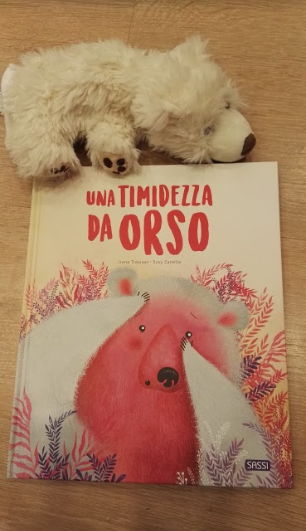 UNA TIMIDEZZA
DA ORSO
SASSI